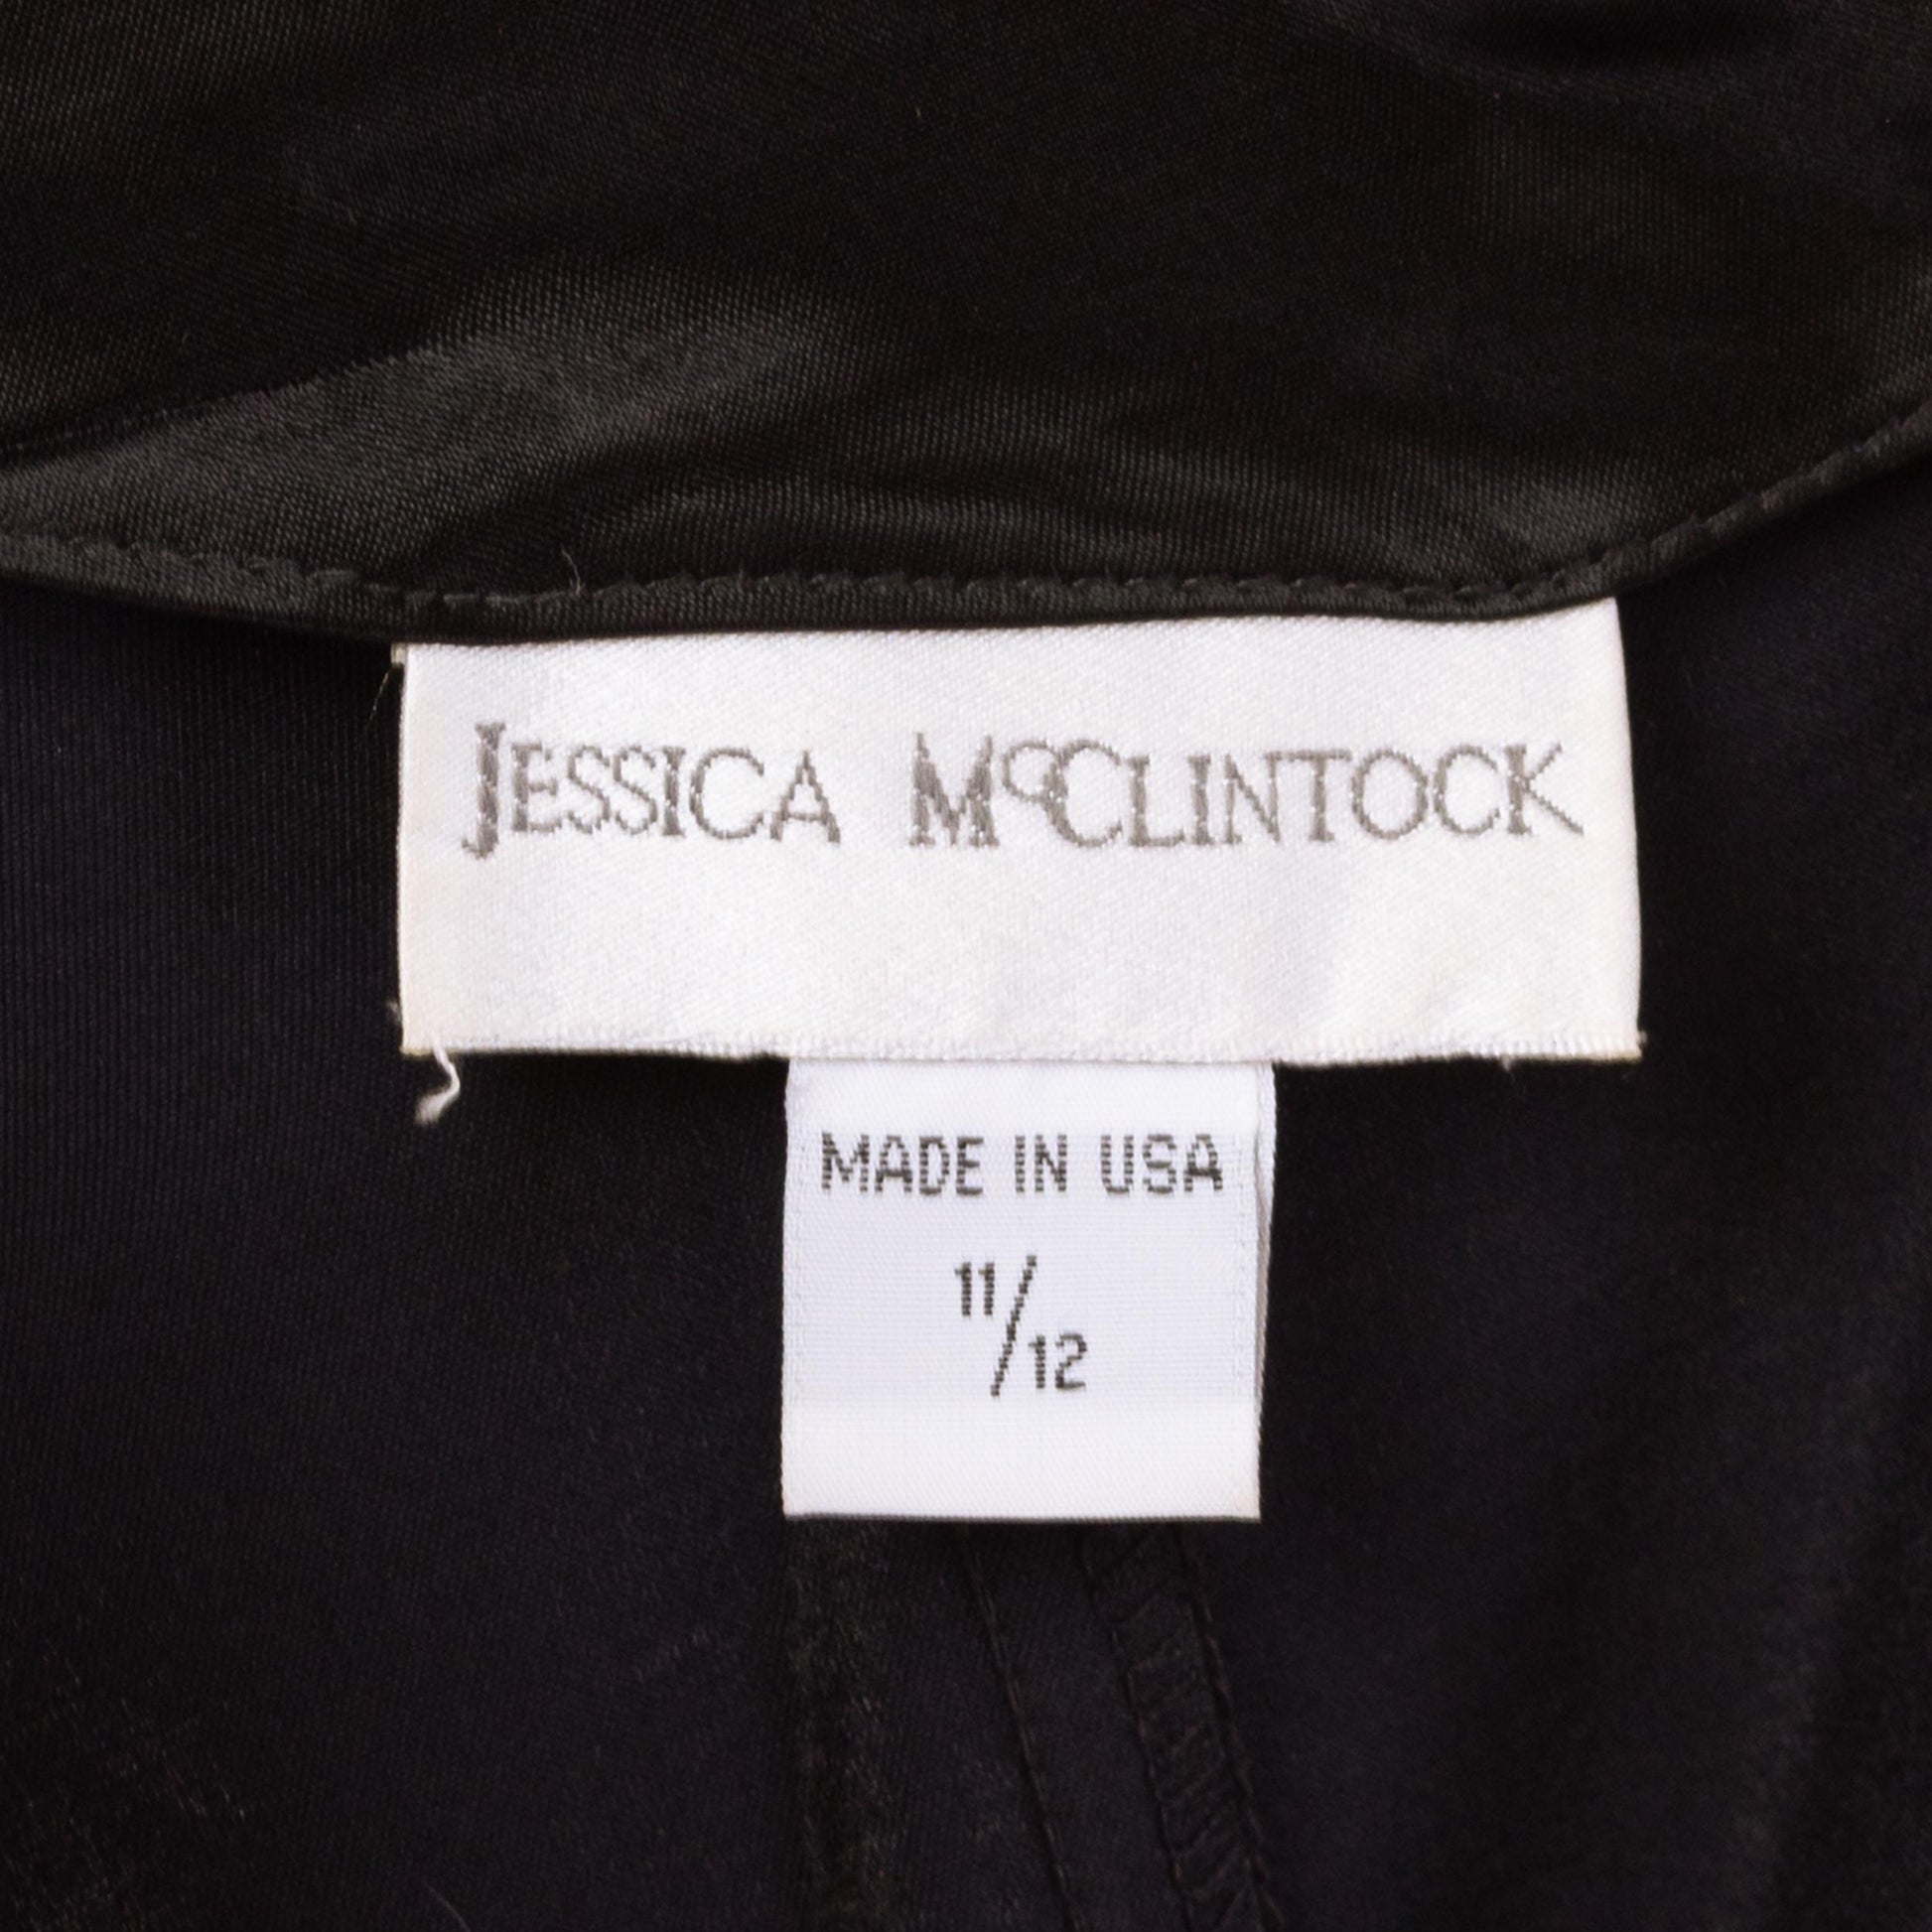 JESSICA MCCLINTOCK
MADE IN USA
11/12